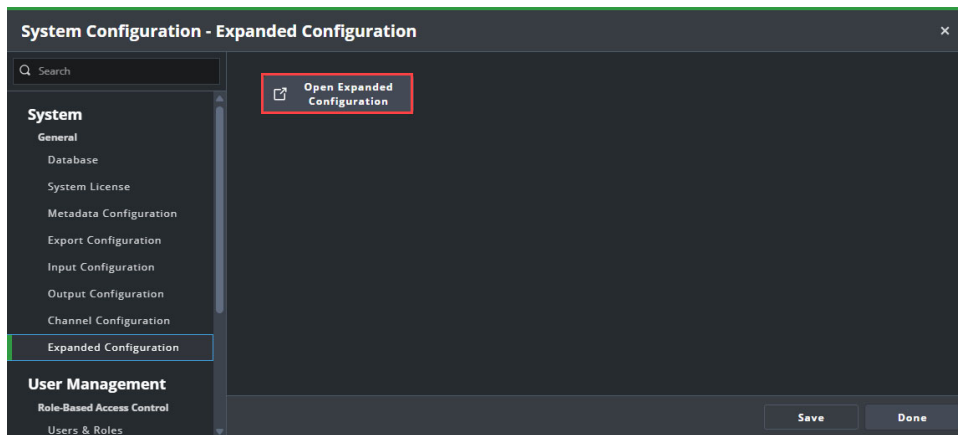 System Configuration - Expanded Configuration
Search
System
General
Database
System License
Metadata Configuration
Export Configuration
Input Configuration
Output Configuration
Channel Configuration
Expanded Configuration
User Management
Role-Based Access Control
Users & Roles
Open Expanded
Configuration
Save
Done